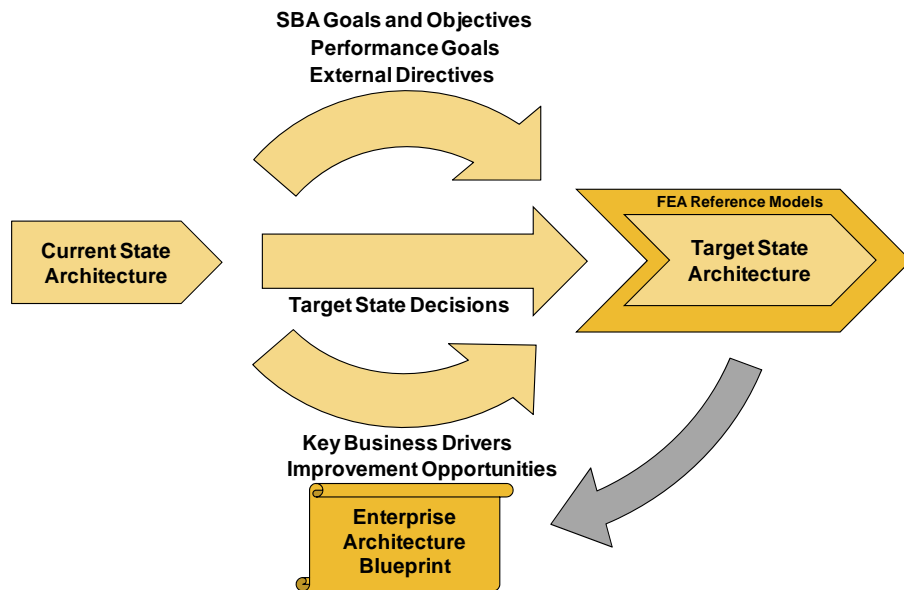 SBA Goals and Objectives
Performance Goals
External Directives
FEA Reference Models
Current State
Architecture
Target State
Architecture
Target State Decisions
Key Business Drivers
Improvement Opportunities
Enterprise
Architecture
Blueprint